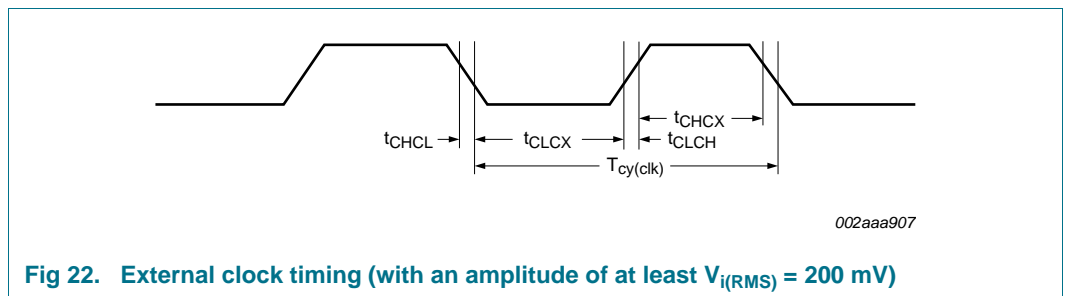 tCHCL
tCLCX
tCHCX
tCLCH
Tcy(clk)
002aaa907
Fig 22. External clock timing (with an amplitude of at least Vi(RMS) = 200 mV)